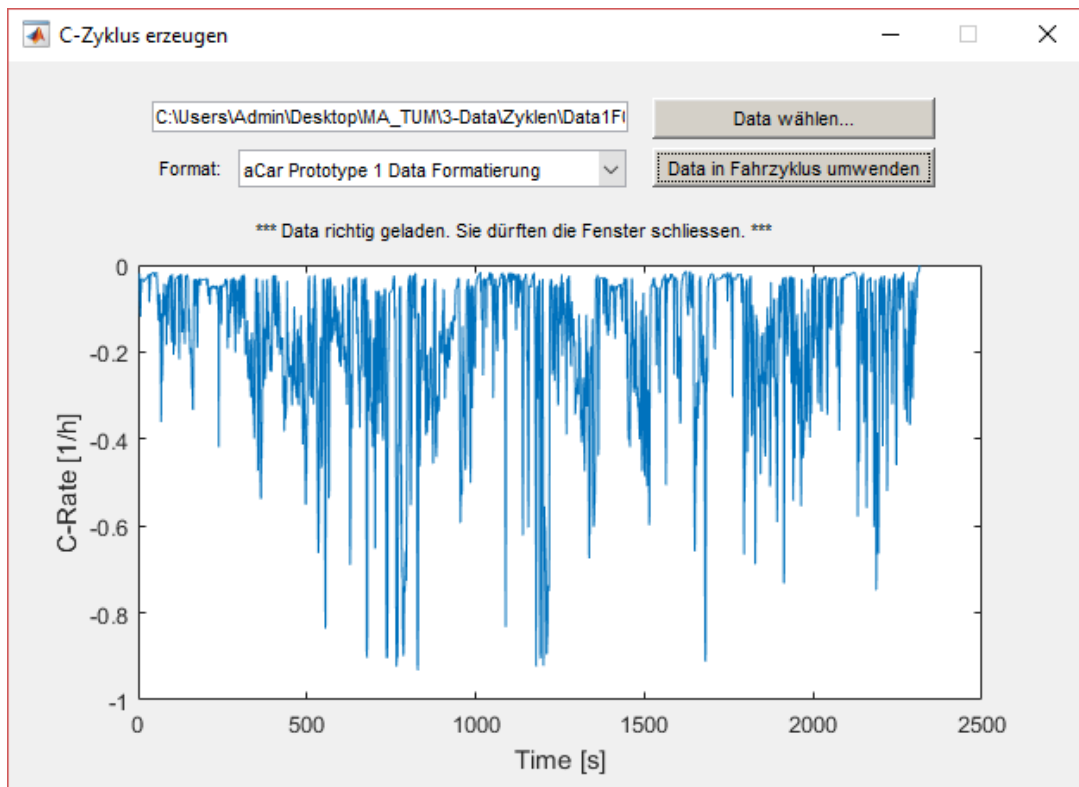 C-Zyklus erzeugen
C:\Users\Admin\Desktop\MA_TUM\3-Data\Zyklen\Data1F
Data wählen...
Format:
aCar Prototype 1 Data Formatierung
Data in Fahrzyklus umwenden
*** Data richtig geladen. Sie dürften die Fenster schliessen. ***
0
-0.2
-0.4
-0.6
-0.8
-1
C-Rate [1/h]
0 500 1000 1500 2000 2500
Time [s]